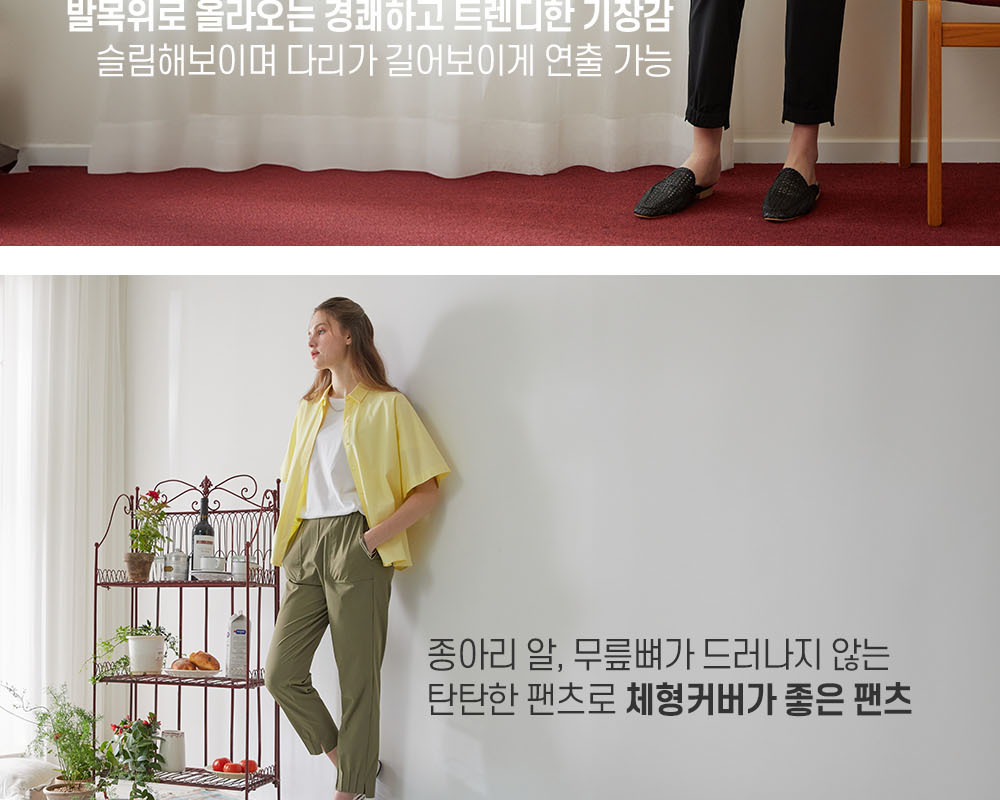 발목위로 올라오는 경쾌하고 트렌디한 기장감
슬림해보이며 다리가 길어보이게 연출 가능
종아리 알, 무릎뼈가 드러나지 않는
탄탄한 팬츠로 체형커버가 좋은 팬츠